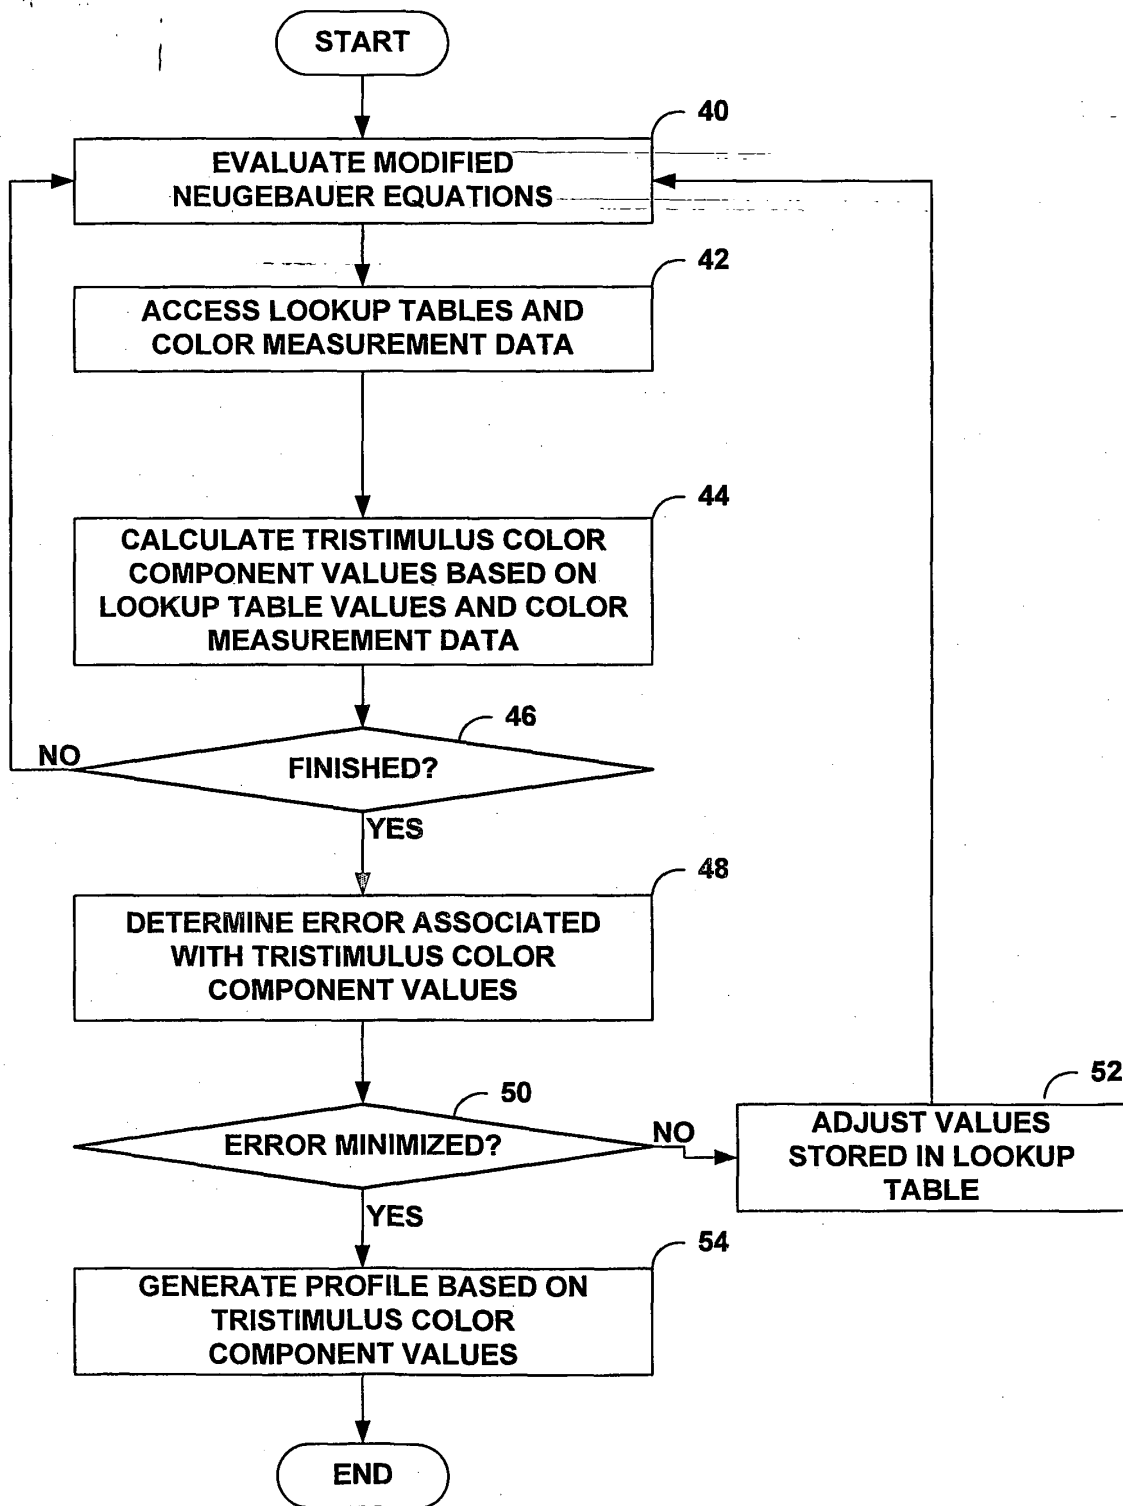 START
40
EVALUATE MODIFIED
NEUGEBAUER EQUATIONS
42
ACCESS LOOKUP TABLES AND
COLOR MEASUREMENT DATA
44
CALCULATE TRISTIMULUS COLOR
COMPONENT VALUES BASED ON
LOOKUP TABLE VALUES AND COLOR
MEASUREMENT DATA
46
NO
FINISHED?
YES
48
DETERMINE ERROR ASSOCIATED
WITH TRISTIMULUS COLOR
COMPONENT VALUES
50
ERROR MINIMIZED?
NO
52
ADJUST VALUES
STORED IN LOOKUP
TABLE
YES
54
GENERATE PROFILE BASED ON
TRISTIMULUS COLOR
COMPONENT VALUES
END